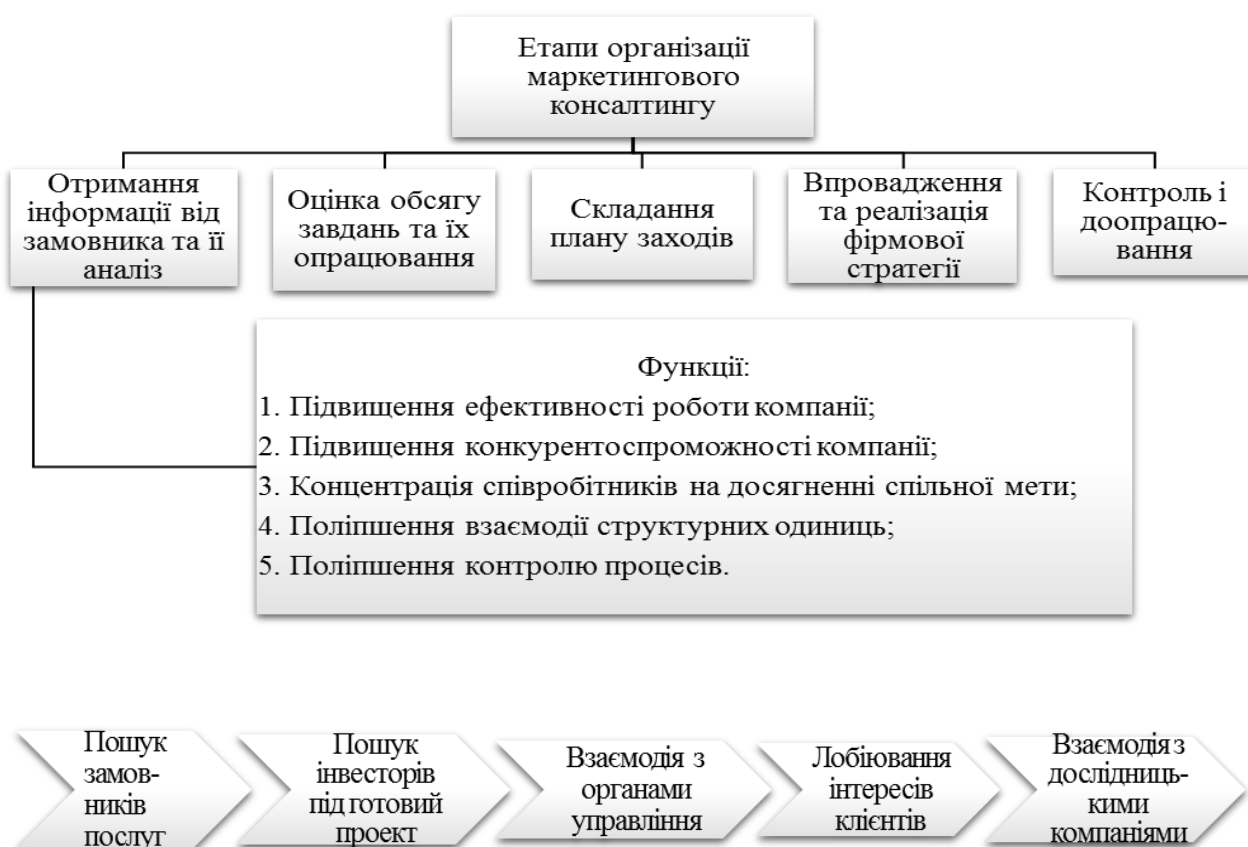 Етапи організації
маркетингового
консалтингу
Отримання
інформації від
замовника та її
аналіз
Оцінка обсягу
завдань та їх
опрацювання
Складання
плану заходів
Впровадження
та реалізація
фірмової
стратегії
Контроль і
доопрацю-
вання
Функції:
1. Підвищення ефективності роботи компанії;
2. Підвищення конкурентоспроможності компанії;
3. Концентрація співробітників на досягненні спільної мети;
4. Поліпшення взаємодії структурних одиниць;
5. Поліпшення контролю процесів.
Пошук
замов-
ників
послуг
Пошук
інвесторів
під готовий
проект
Взаємодія з
органами
управління
Лобіювання
інтересів
клієнтів
Взаємодія з
дослідниць-
кими
компаніями